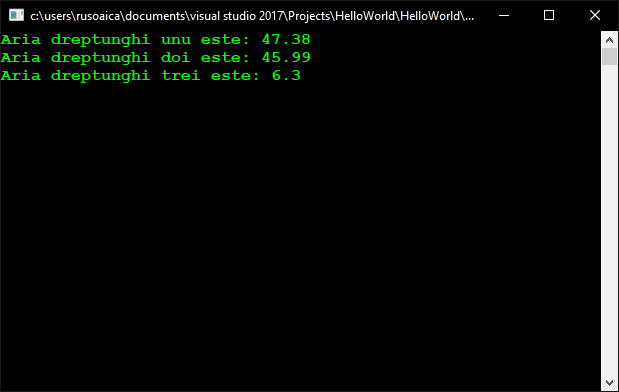 c:\users\rusoaica\documents\visual studio 2017\Projects\HelloWorld\HelloWorld\...
Aria dreptunghi unu este: 47.38
Aria dreptunghi doi este: 45.99
Aria dreptunghi trei este: 6.3